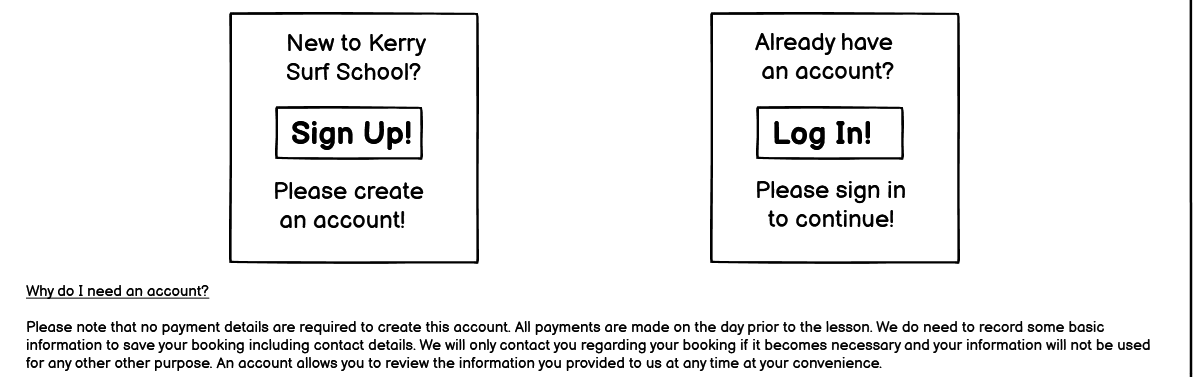 New to Kerry
Surf School?
Sign Up!
Please create
an account!
Already have
an account?
Log In!
Please sign in
to continue!
Why do I need an account?
Please note that no payment details are required to create this account. All payments are made on the day prior to the lesson. We do need to record some basic
information to save your booking including contact details. We will only contact you regarding your booking if it becomes necessary and your information will not be used
for any other other purpose. An account allows you to review the information you provided to us at any time at your convenience.